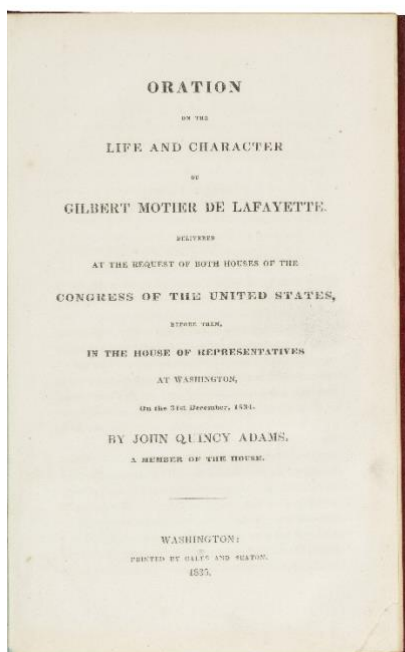 ORATION
ON THE
LIFE AND CHARACTER
OF
GILBERT MOTIER DE LAFAYETTE.
DELIVERED
AT THE REQUEST OF BOTH HOUSES OF THE
CONGRESS OF THE UNITED STATES,
BEFORE THEM,
IN THE HOUSE OF REPRESENTATIVES
AT WASHINGTON,
On the 31st December, 1834.
BY JOHN QUINCY ADAMS,
A MEMBER OF THE HOUSE.
WASHINGTON:
PRINTED BY GALES AND SEATON.
1835.